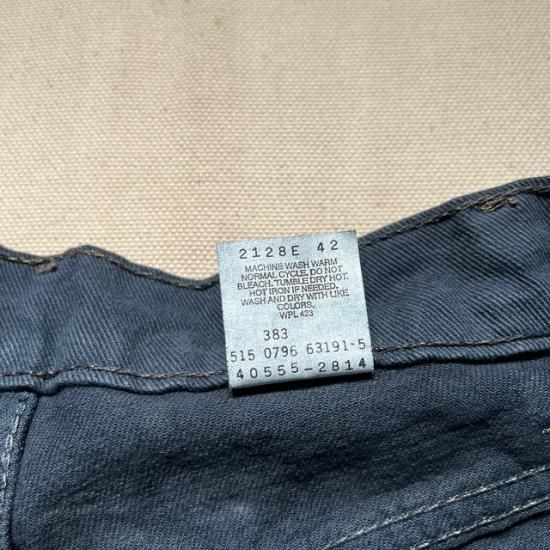 2128E 42
MACHINE WASH WARM
NORMAL CYCLE. DO NOT
BLEACH. TUMBLE DRY HOT.
HOT IRON IF NEEDED.
WASH AND DRY WITH LIKE
COLORS.
WPL 423
383
515 0796 63191-5
40555-2814